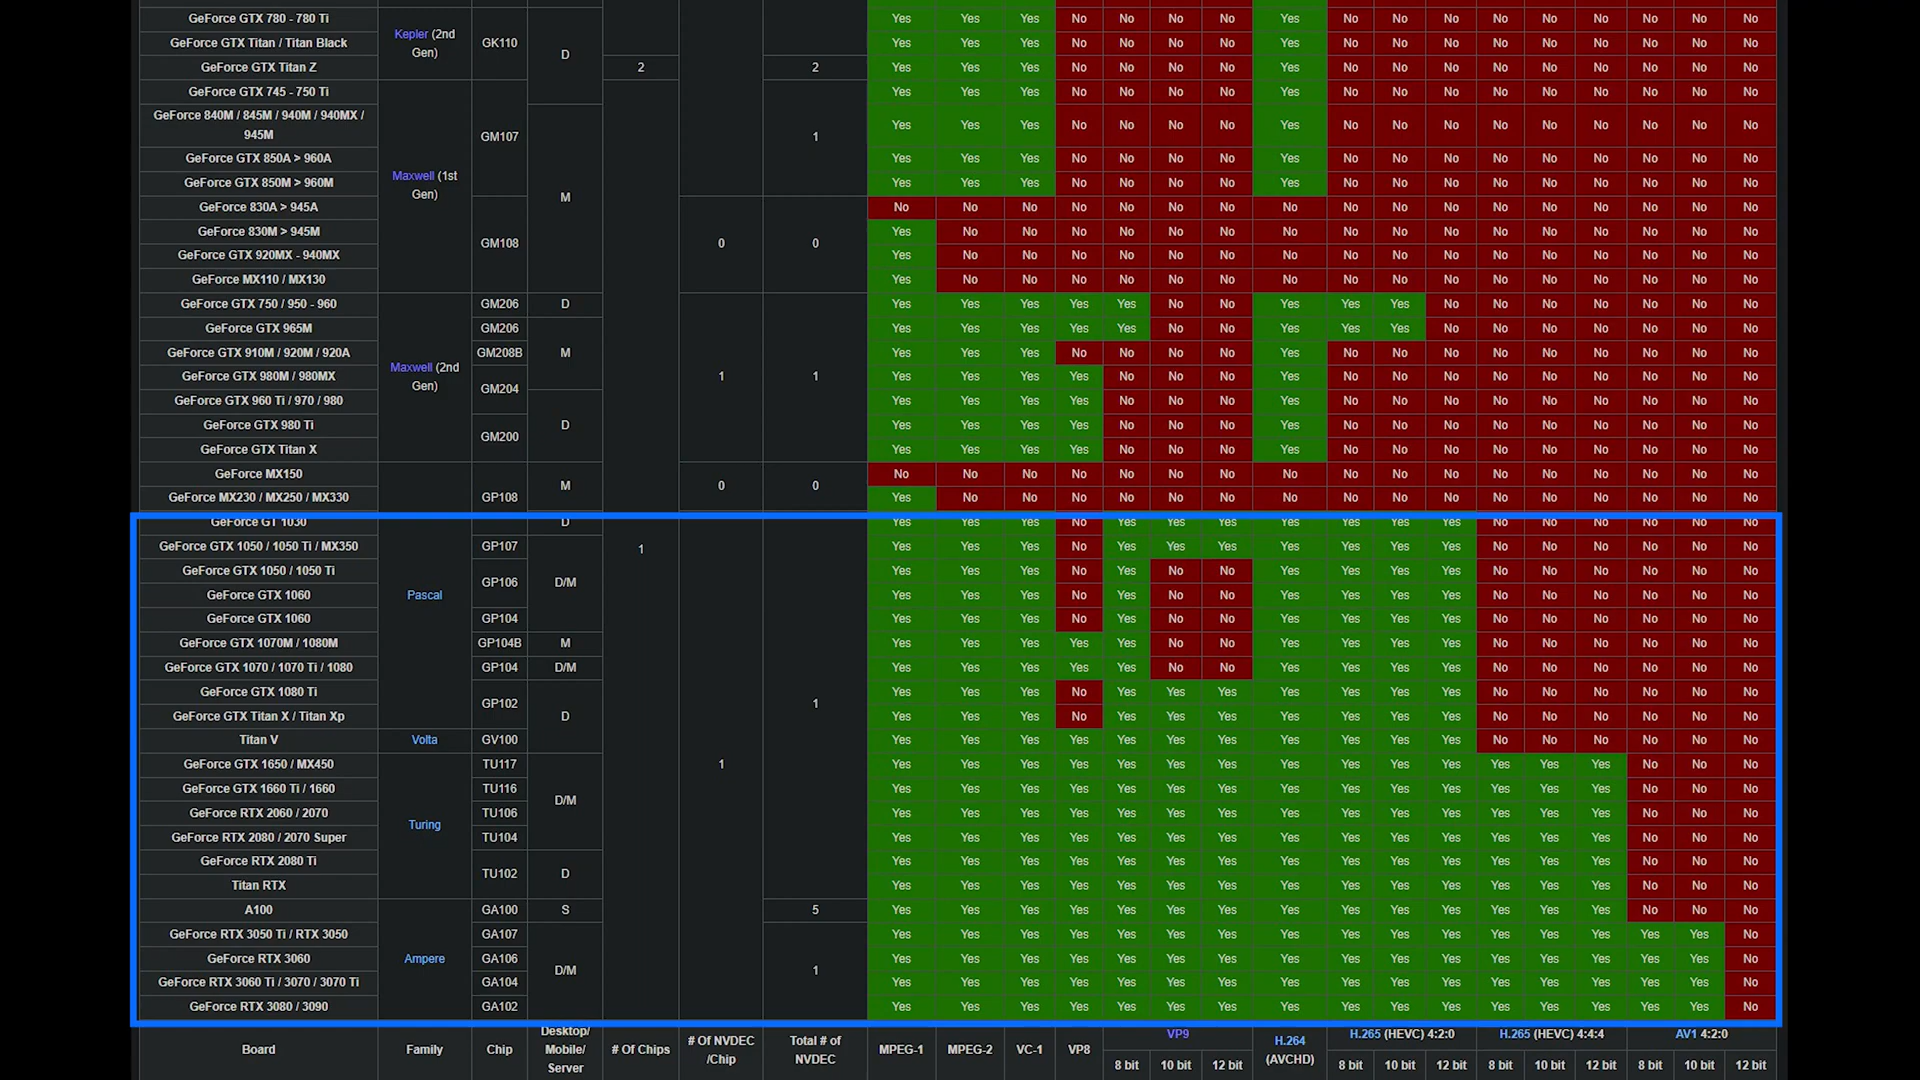 GeForce GTX 780 - 780 Ti Yes Yes Yes No No No No Yes No No No No No No No No No
Kepler (2nd Gen) GK110 D
GeForce GTX Titan / Titan Black Yes Yes Yes No No No No Yes No No No No No No No No No
GeForce GTX Titan Z 2 2 Yes Yes Yes No No No No Yes No No No No No No No No No
GeForce GTX 745 - 750 Ti Yes Yes Yes No No No No Yes No No No No No No No No No
GeForce 840M / 845M / 940M / 940MX / 945M Maxwell (1st Gen) GM107 M 1 Yes Yes Yes No No No No Yes No No No No No No No No No
GeForce GTX 850A > 960A Yes Yes Yes No No No No Yes No No No No No No No No No
GeForce GTX 850M > 960M Yes Yes Yes No No No No Yes No No No No No No No No No
GeForce 830A > 945A No No No No No No No No No No No No No No No No No
GeForce 830M > 945M GM108 0 0 Yes No No No No No No No No No No No No No No No No
GeForce GTX 920MX - 940MX Yes No No No No No No No No No No No No No No No No
GeForce MX110 / MX130 Yes No No No No No No No No No No No No No No No No
GeForce GTX 750 / 950 - 960 GM206 D Yes Yes Yes Yes Yes No No Yes Yes Yes No No No No No No No
GeForce GTX 965M GM206 Yes Yes Yes Yes Yes No No Yes Yes Yes No No No No No No No
GeForce GTX 910M / 920M / 920A Maxwell (2nd Gen) GM208B M Yes Yes Yes No No No No Yes No No No No No No No No No
GeForce GTX 980M / 980MX GM204 1 1 Yes Yes Yes Yes No No No Yes No No No No No No No No No
GeForce GTX 960 Ti / 970 / 980 Yes Yes Yes Yes No No No Yes No No No No No No No No No
GeForce GTX 980 Ti GM200 D Yes Yes Yes Yes No No No Yes No No No No No No No No No
GeForce GTX Titan X Yes Yes Yes Yes No No No Yes No No No No No No No No No
GeForce MX150 M 0 0 No No No No No No No No No No No No No No No No No
GeForce MX230 / MX250 / MX330 GP108 Yes No No No No No No No No No No No No No No No No
GeForce GT 1030 D Yes Yes Yes No Yes Yes Yes Yes Yes Yes Yes No No No No No No
GeForce GTX 1050 / 1050 Ti / MX350 GP107 1 Yes Yes Yes No Yes Yes Yes Yes Yes Yes Yes No No No No No No
GeForce GTX 1050 / 1050 Ti GP106 D/M Yes Yes Yes No Yes No No Yes Yes Yes Yes No No No No No No
GeForce GTX 1060 Pascal Yes Yes Yes No Yes No No Yes Yes Yes Yes No No No No No No
GeForce GTX 1060 GP104 Yes Yes Yes No Yes No No Yes Yes Yes Yes No No No No No No
GeForce GTX 1070M / 1080M GP104B M Yes Yes Yes Yes Yes No No Yes Yes Yes Yes No No No No No No
GeForce GTX 1070 / 1070 Ti / 1080 GP104 D/M Yes Yes Yes Yes Yes No No Yes Yes Yes Yes No No No No No No
GeForce GTX 1080 Ti GP102 1 Yes Yes Yes No Yes Yes Yes Yes Yes Yes Yes No No No No No No
GeForce GTX Titan X / Titan Xp D Yes Yes Yes No Yes Yes Yes Yes Yes Yes Yes No No No No No No
Titan V Volta GV100 Yes Yes Yes Yes Yes Yes Yes Yes Yes Yes Yes No No No No No No
GeForce GTX 1650 / MX450 TU117 1 Yes Yes Yes Yes Yes Yes Yes Yes Yes Yes Yes Yes Yes Yes No No No
GeForce GTX 1660 Ti / 1660 TU116 D/M Yes Yes Yes Yes Yes Yes Yes Yes Yes Yes Yes Yes Yes Yes No No No
GeForce RTX 2060 / 2070 Turing TU106 Yes Yes Yes Yes Yes Yes Yes Yes Yes Yes Yes Yes Yes Yes No No No
GeForce RTX 2080 / 2070 Super TU104 Yes Yes Yes Yes Yes Yes Yes Yes Yes Yes Yes Yes Yes Yes No No No
GeForce RTX 2080 Ti TU102 D Yes Yes Yes Yes Yes Yes Yes Yes Yes Yes Yes Yes Yes Yes No No No
Titan RTX Yes Yes Yes Yes Yes Yes Yes Yes Yes Yes Yes Yes Yes Yes No No No
A100 GA100 S 5 Yes Yes Yes Yes Yes Yes Yes Yes Yes Yes Yes Yes Yes Yes No No No
GeForce RTX 3050 Ti / RTX 3050 GA107 Yes Yes Yes Yes Yes Yes Yes Yes Yes Yes Yes Yes Yes Yes Yes Yes No
GeForce RTX 3060 Ampere GA106 D/M 1 Yes Yes Yes Yes Yes Yes Yes Yes Yes Yes Yes Yes Yes Yes Yes Yes No
GeForce RTX 3060 Ti / 3070 / 3070 Ti GA104 Yes Yes Yes Yes Yes Yes Yes Yes Yes Yes Yes Yes Yes Yes Yes Yes No
GeForce RTX 3080 / 3090 GA102 Yes Yes Yes Yes Yes Yes Yes Yes Yes Yes Yes Yes Yes Yes Yes Yes No
Board Family Chip Desktop/ Mobile/ Server # Of Chips # Of NVDEC /Chip Total # of NVDEC MPEG-1 MPEG-2 VC-1 VP8 VP9 H.264 (AVCHD) H.265 (HEVC) 4:2:0 H.265 (HEVC) 4:4:4 AV1 4:2:0
8 bit 10 bit 12 bit 8 bit 10 bit 12 bit 8 bit 10 bit 12 bit 8 bit 10 bit 12 bit